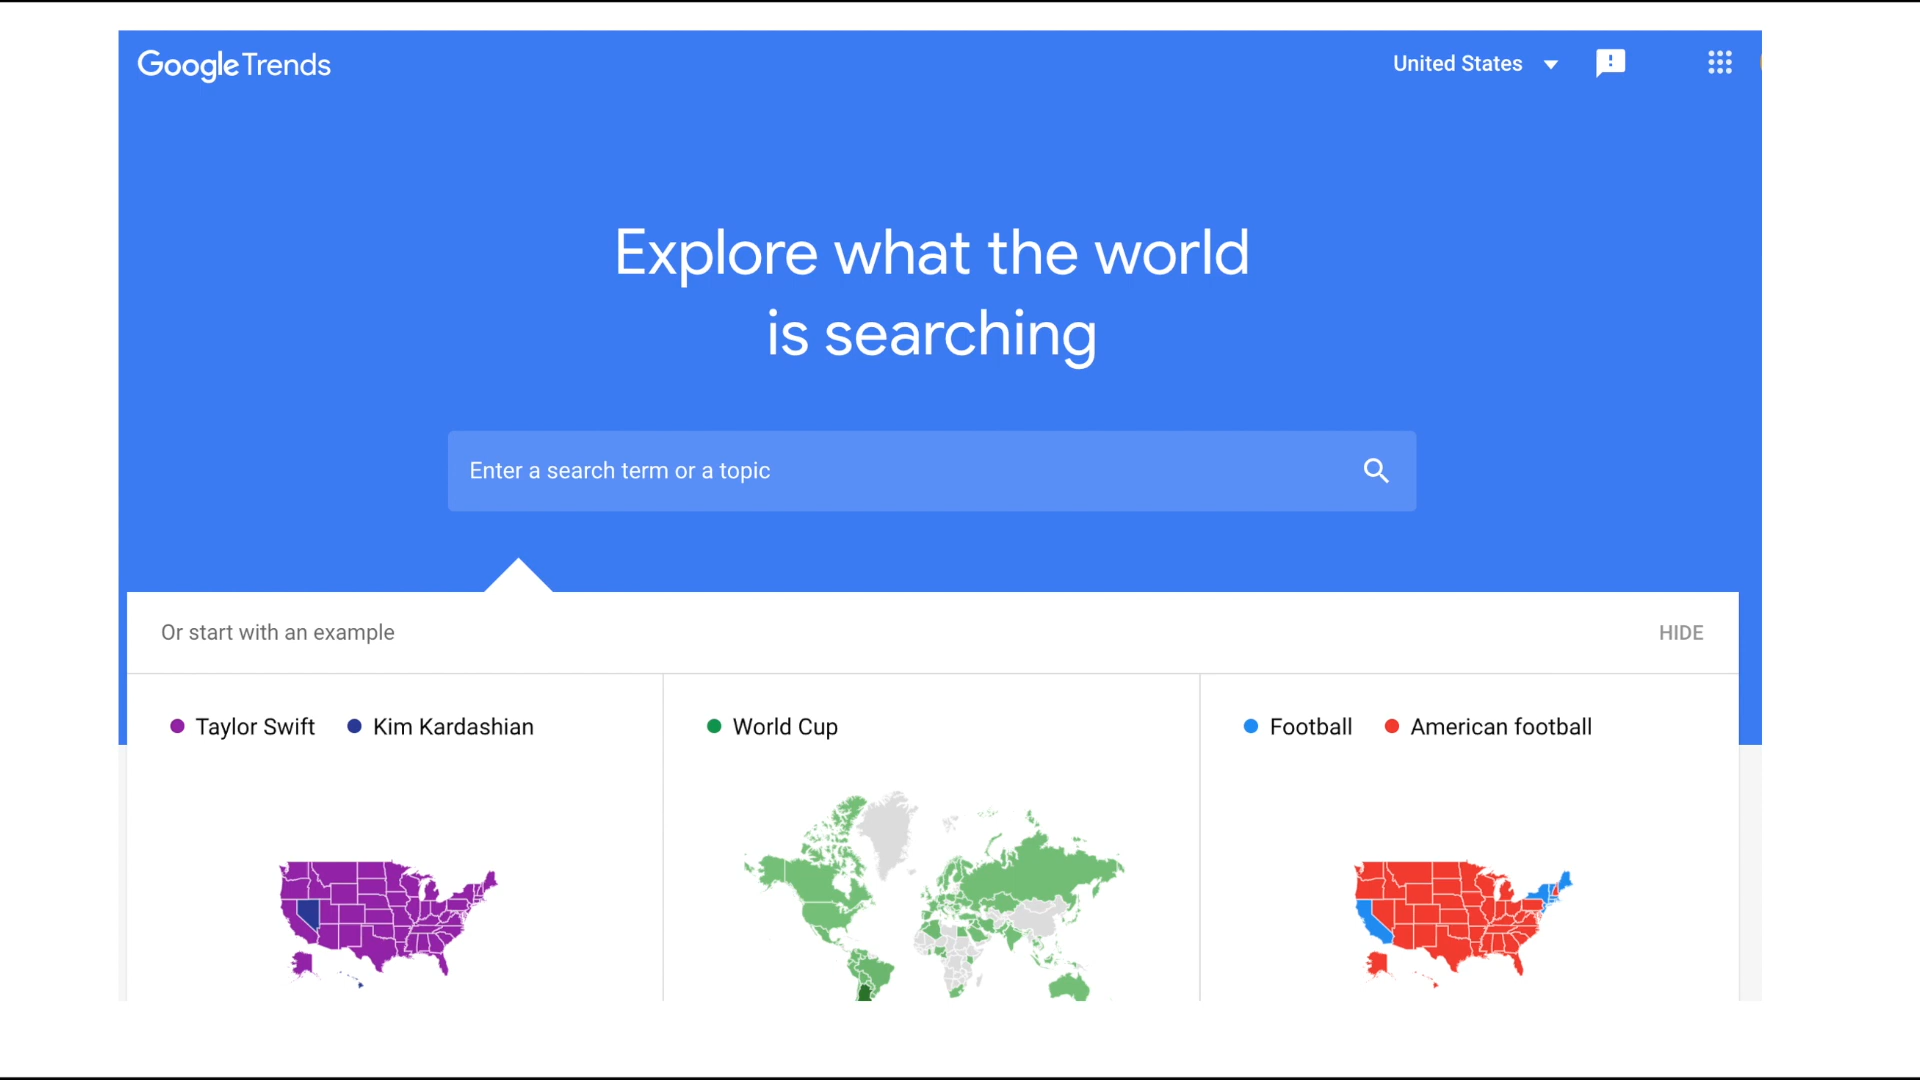 Google Trends
United States
Explore what the world
is searching
Enter a search term or a topic
Or start with an example
HIDE
Taylor Swift
Kim Kardashian
World Cup
Football
American football